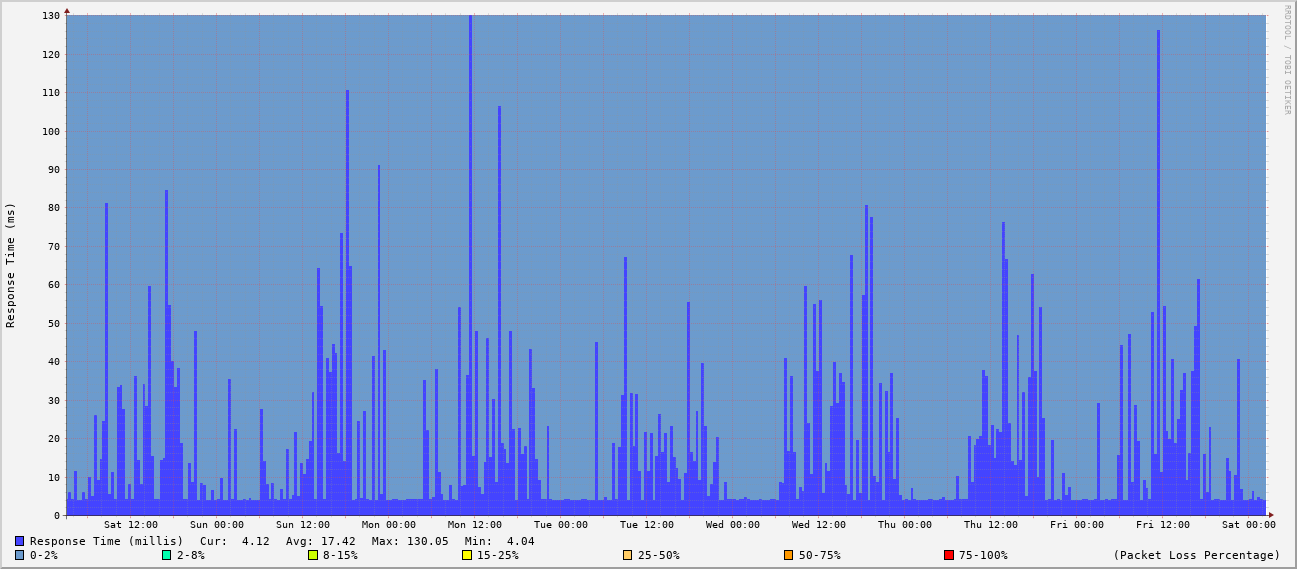 RRDTOOL / TOBI OETIKER
Response Time (ms)
130
120
110
100
90
80
70
60
50
40
30
20
10
0
Sat 12:00 Sun 00:00 Sun 12:00 Mon 00:00 Mon 12:00 Tue 00:00 Tue 12:00 Wed 00:00 Wed 12:00 Thu 00:00 Thu 12:00 Fri 00:00 Fri 12:00 Sat 00:00
Response Time (millis) Cur: 4.12 Avg: 17.42 Max: 130.05 Min: 4.04
0-2% 2-8% 8-15% 15-25% 25-50% 50-75% 75-100% (Packet Loss Percentage)